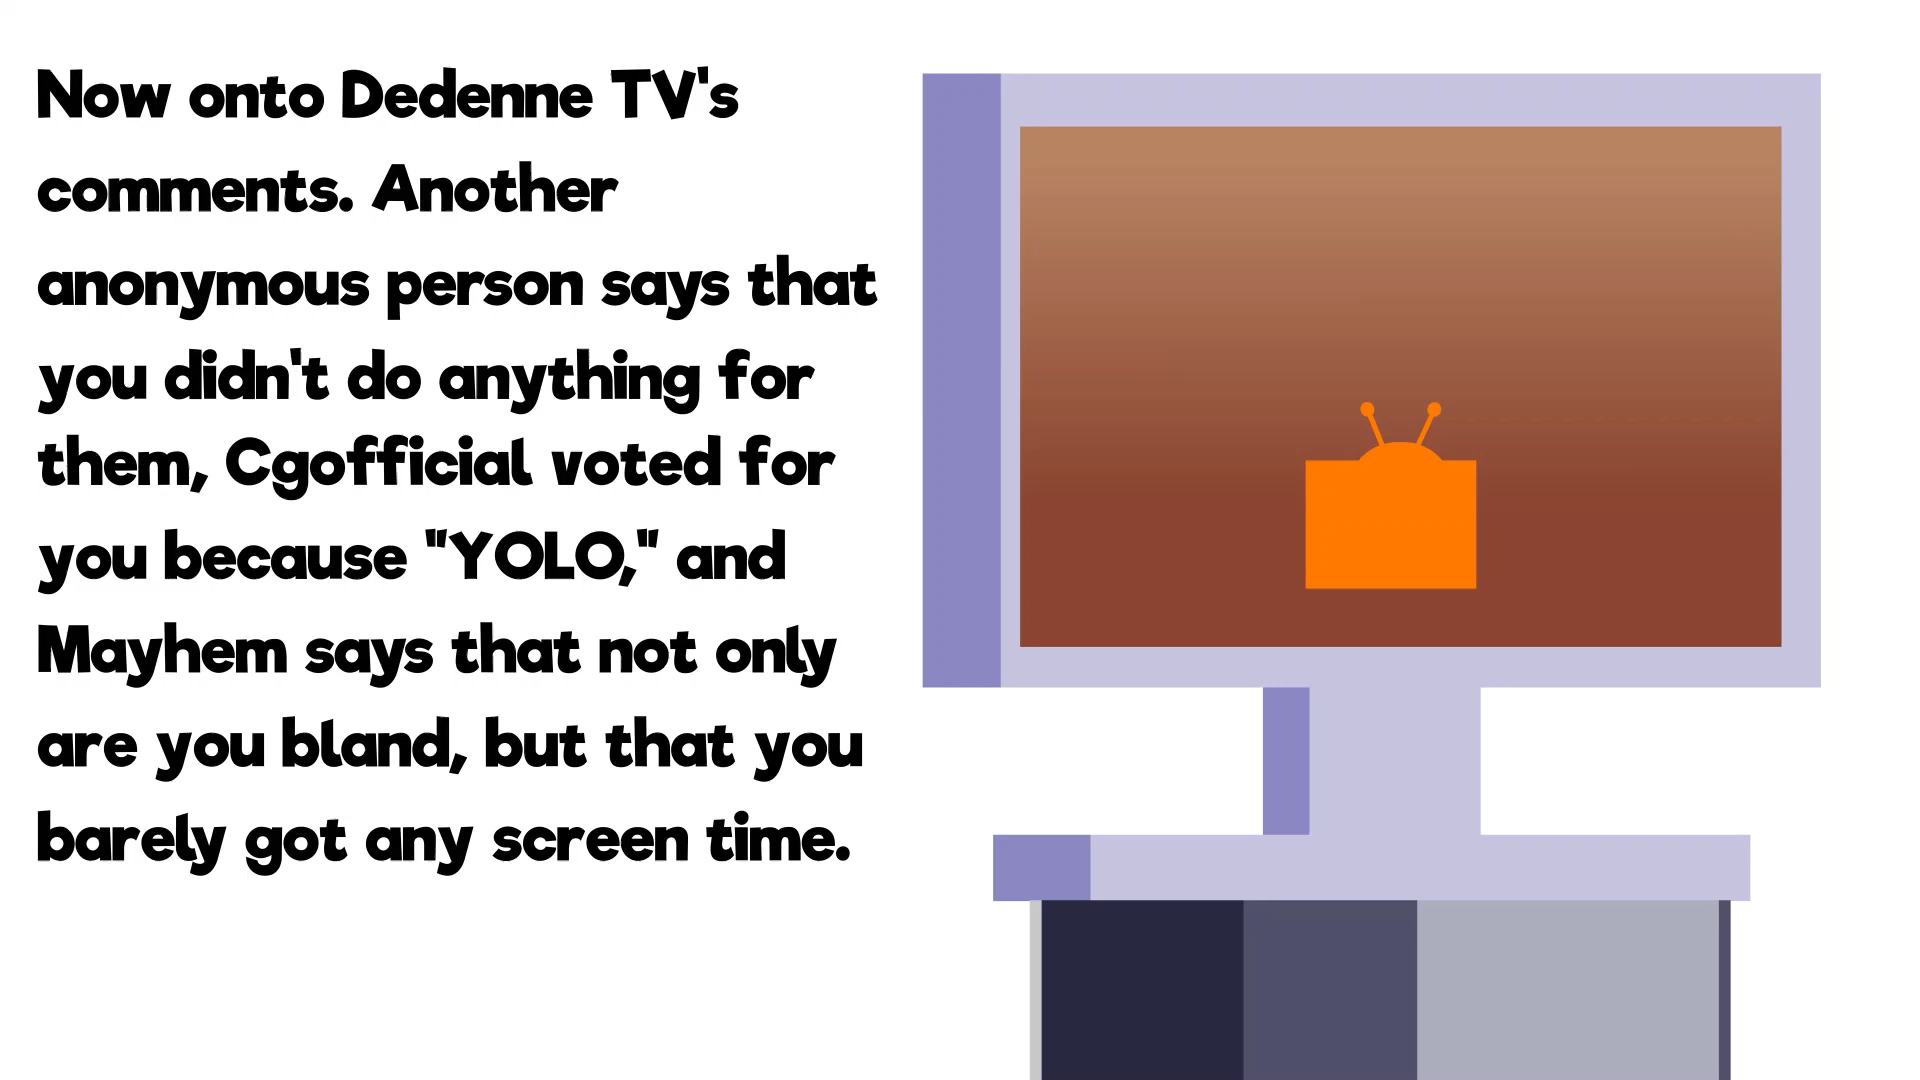 Now onto Dedenne TV's
comments. Another
anonymous person says that
you didn't do anything for
them, Cgofficial voted for
you because "YOLO," and
Mayhem says that not only
are you bland, but that you
barely got any screen time.